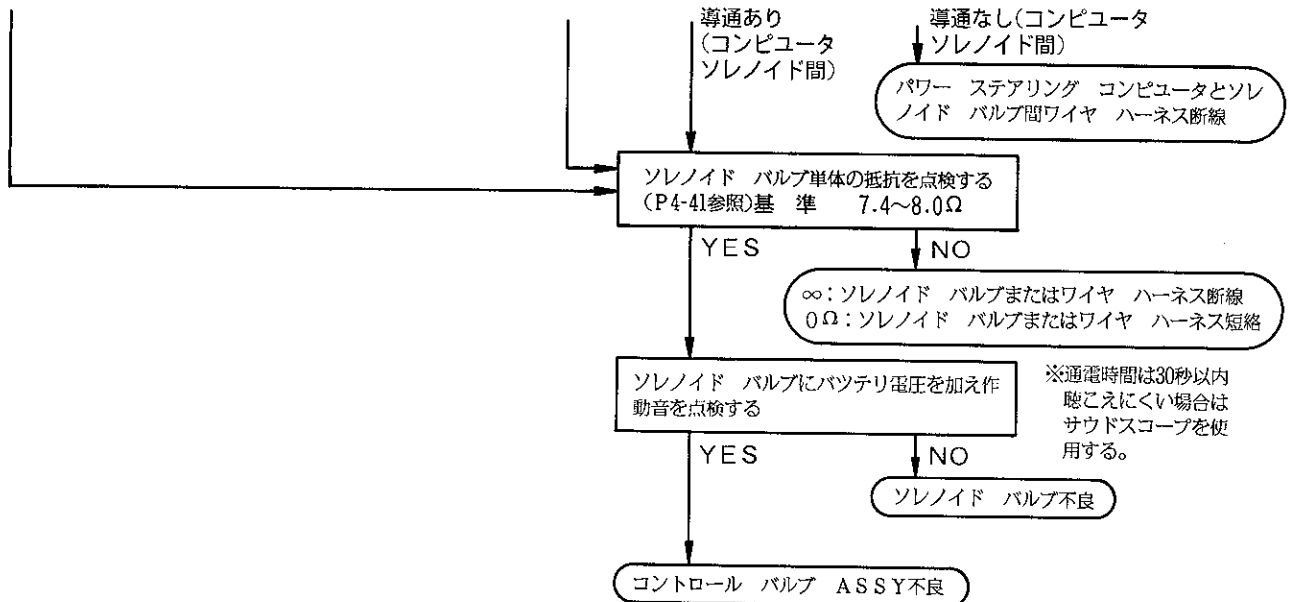 導通あり
(コンピュータ
ソレノイド間)
導通なし(コンピュータ
ソレノイド間)
パワー ステアリング コンピュータとソレ
ノイド バルブ間ワイヤ ハーネス断線
ソレノイド バルブ単体の抵抗を点検する
(P4-41参照)基 準 7.4〜8.0Ω
YES
NO
∞:ソレノイド バルブまたはワイヤ ハーネス断線
0Ω:ソレノイド バルブまたはワイヤ ハーネス短絡
ソレノイド バルブにバツテリ電圧を加え作
動音を点検する
※通電時間は30秒以内
聴こえにくい場合は
サウドスコープを使
用する。
YES
NO
ソレノイド バルブ不良
コントロール バルブ ASSY不良